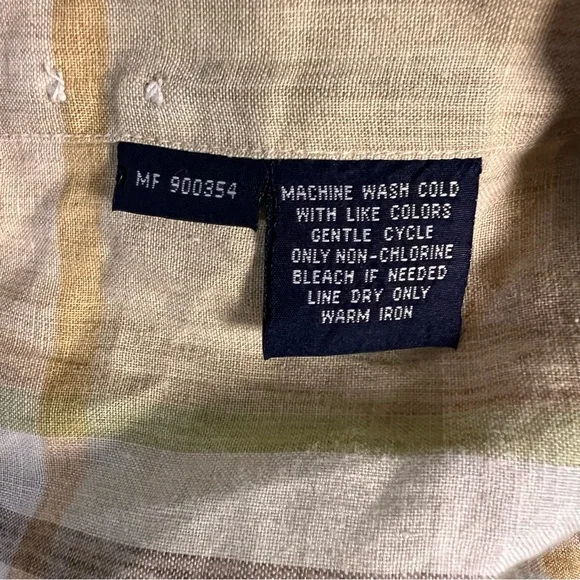 MF 900354
MACHINE WASH COLD
WITH LIKE COLORS
GENTLE CYCLE
ONLY NON-CHLORINE
BLEACH IF NEEDED
LINE DRY ONLY
WARM IRON